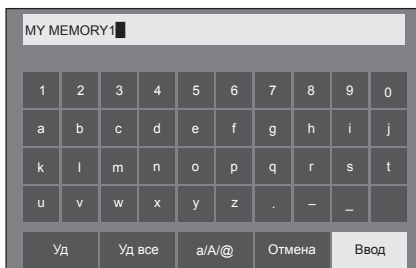 MY MEMORY1
1 2 3 4 5 6 7 8 9 0
a b c d e f g h i j
k l m n o p q r s t
u v w x y z . – _
Уд Уд все a/A/@ Отмена Ввод